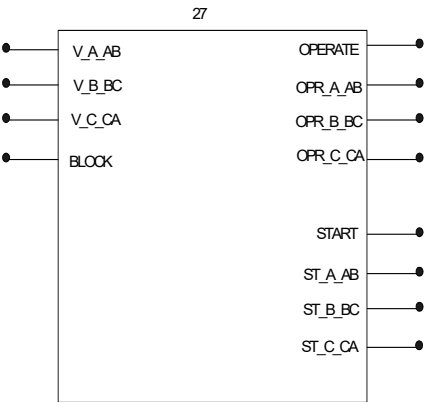 27
V_A_AB
V_B_BC
V_C_CA
BLOCK
OPERATE
OPR_A_AB
OPR_B_BC
OPR_C_CA
START
ST_A_AB
ST_B_BC
ST_C_CA